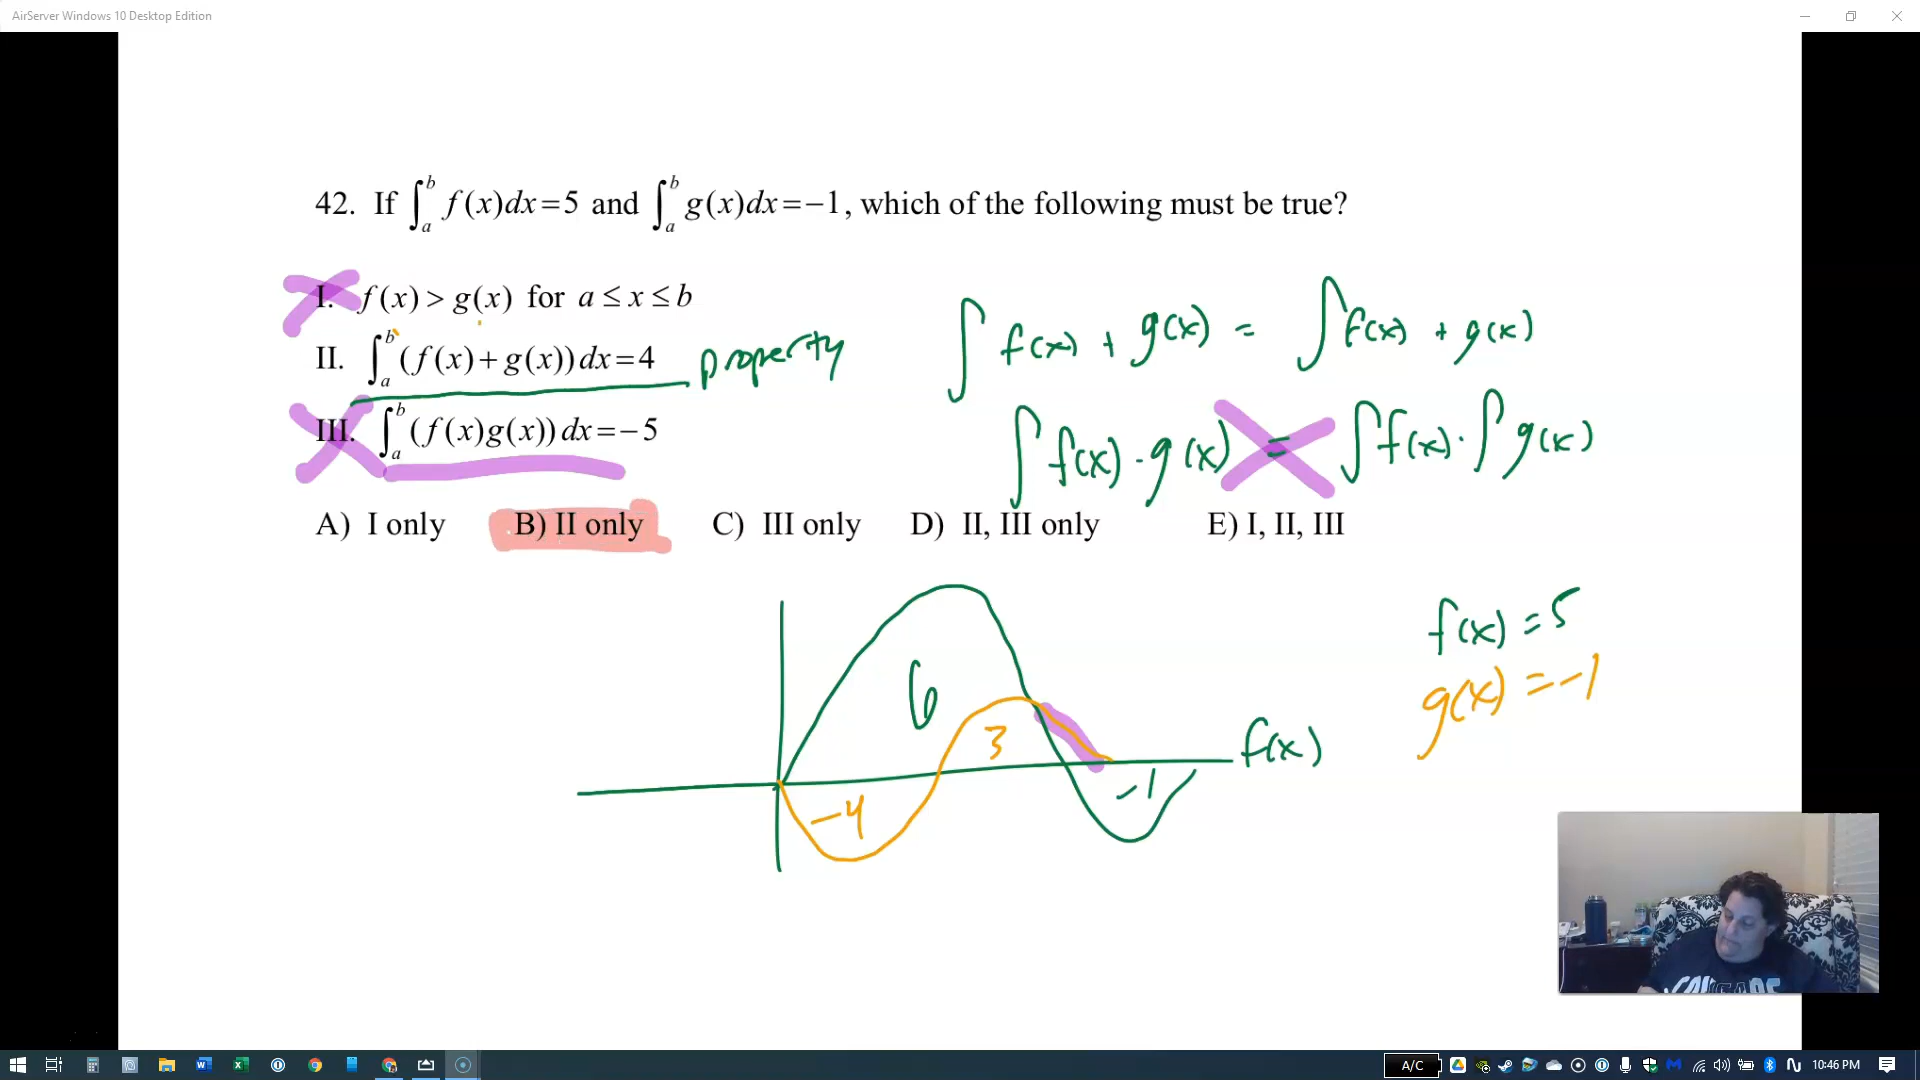 AirServer Windows 10 Desktop Edition
42. If ∫_a^b f(x)dx=5 and ∫_a^b g(x)dx=−1, which of the following must be true?
I. f(x) > g(x) for a ≤ x ≤ b
II. ∫_a^b (f(x)+g(x))dx=4 property
∫ f(x) + g(x) = ∫ f(x) + g(x)
III. ∫_a^b (f(x)g(x))dx=−5
∫ f(x) · g(x) = ∫ f(x) · ∫ g(x)
A) I only B) II only C) III only D) II, III only E) I, II, III
f(x) = 5
g(x) = -1
6
3
f(x)
-4
-1
A/C 10:46 PM